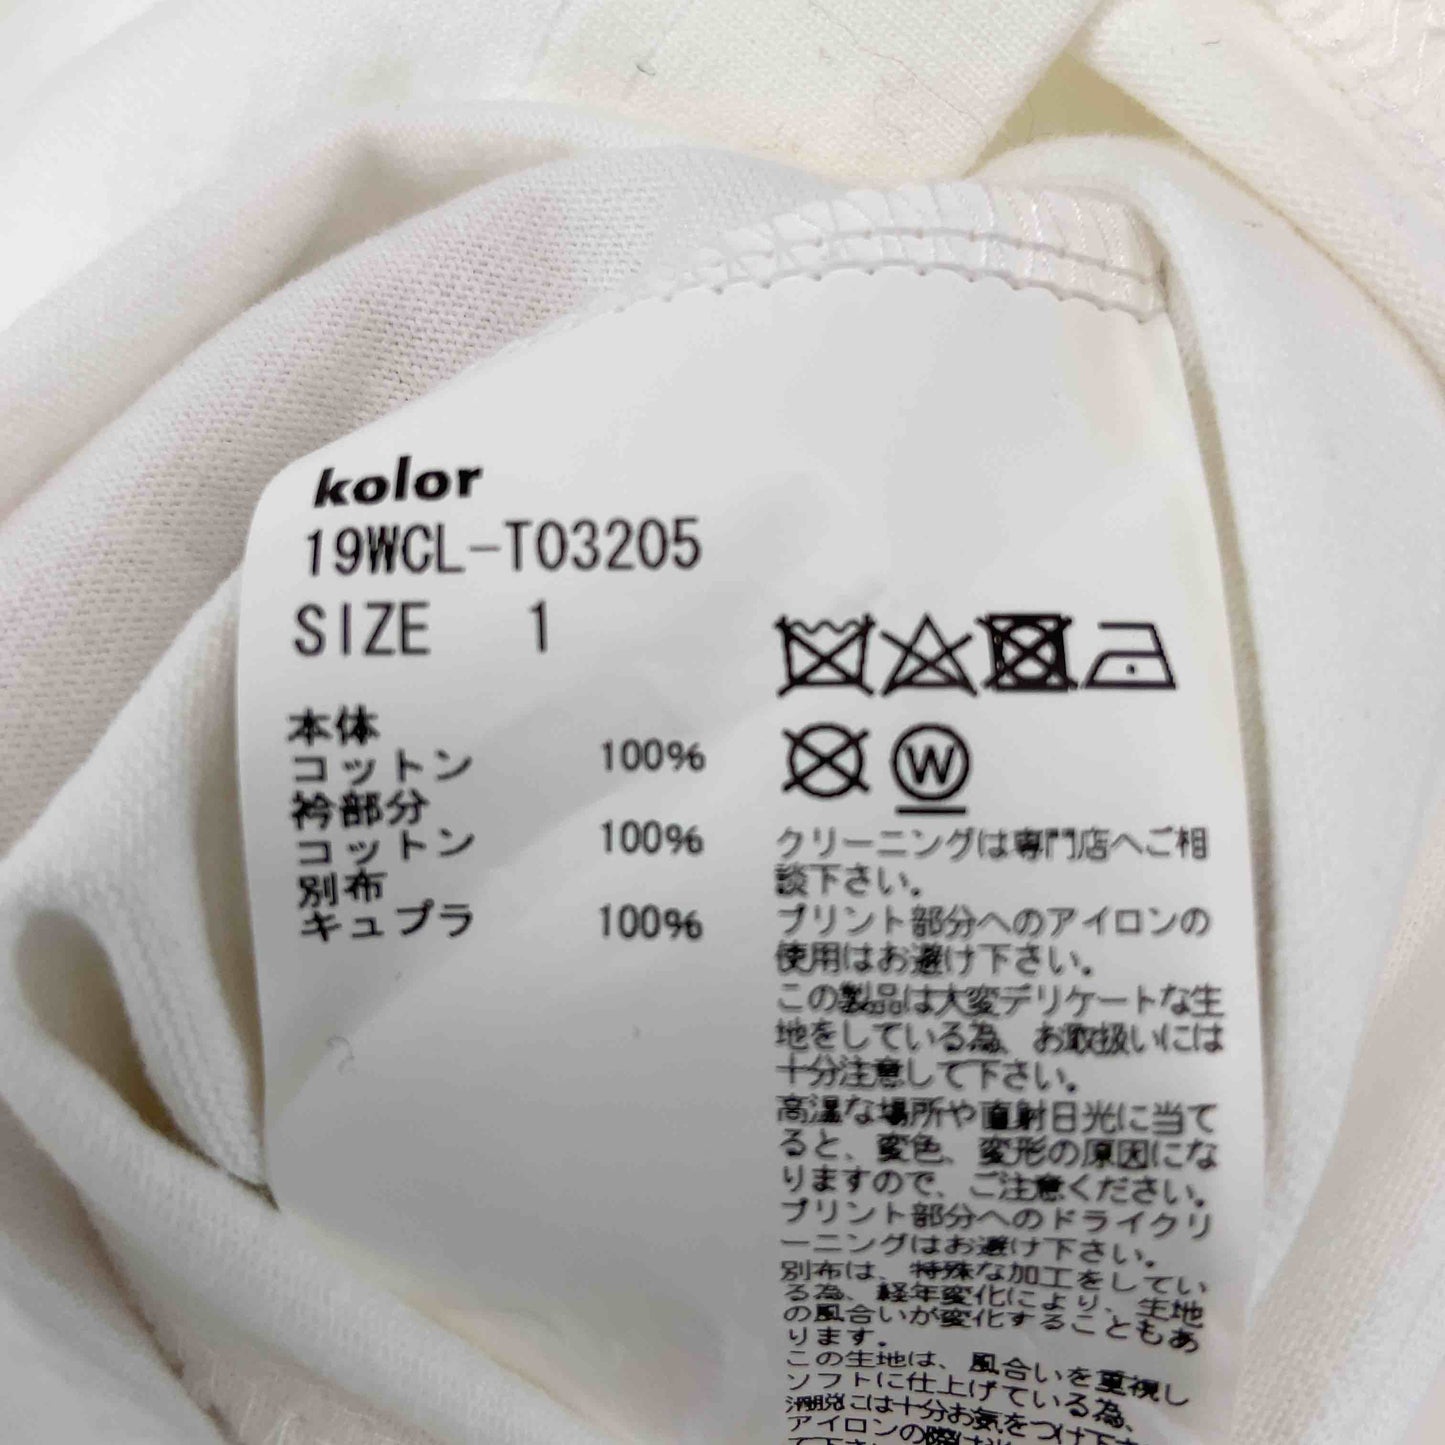 kolor
19WCL-T03205
SIZE 1
本体
コットン 100%
衿部分
コットン 100%
別布
キュプラ 100%
W
クリーニングは専門店へご相
談下さい。
プリント部分へのアイロンの
使用はお避け下さい。
この製品は大変デリケートな生
地をしている為、お取扱いには
十分注意して下さい。
高温な場所や直射日光に当て
ると、変色、変形の原因にな
りますので、ご注意ください。
プリント部分へのドライクリ
ーニングはお避け下さい。
別布は、特殊な加工をしてい
る為、経年変化により、生地
の風合いが変化することもあ
ります。
この生地は、風合いを重視し
ソフトに仕上げている為、
には十分お気をつけ下
アイロンの際は